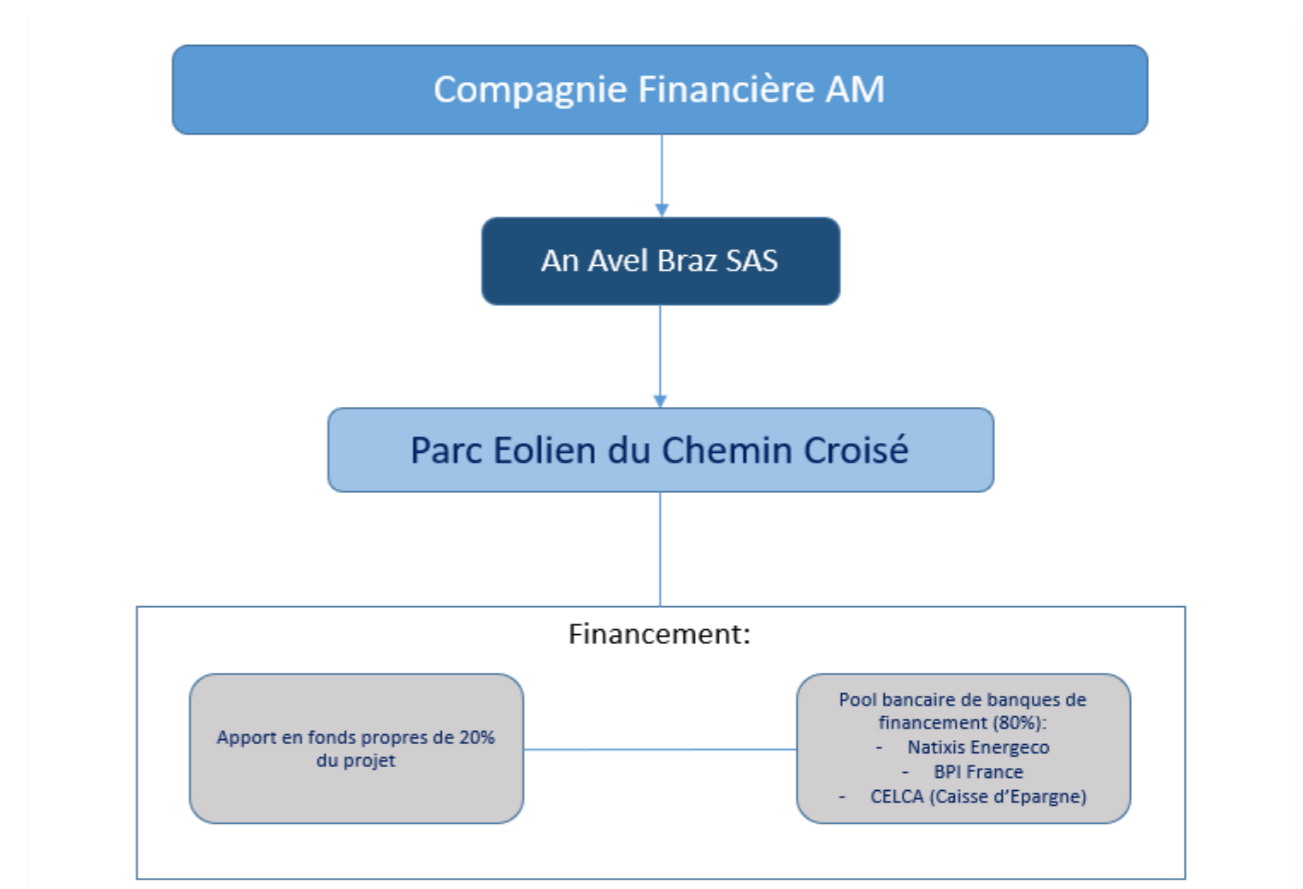 Compagnie Financière AM
An Avel Braz SAS
Parc Eolien du Chemin Croisé
Financement:
Apport en fonds propres de 20%
du projet
Pool bancaire de banques de
financement (80%):
- Natixis Energeco
- BPI France
- CELCA (Caisse d’Epargne)